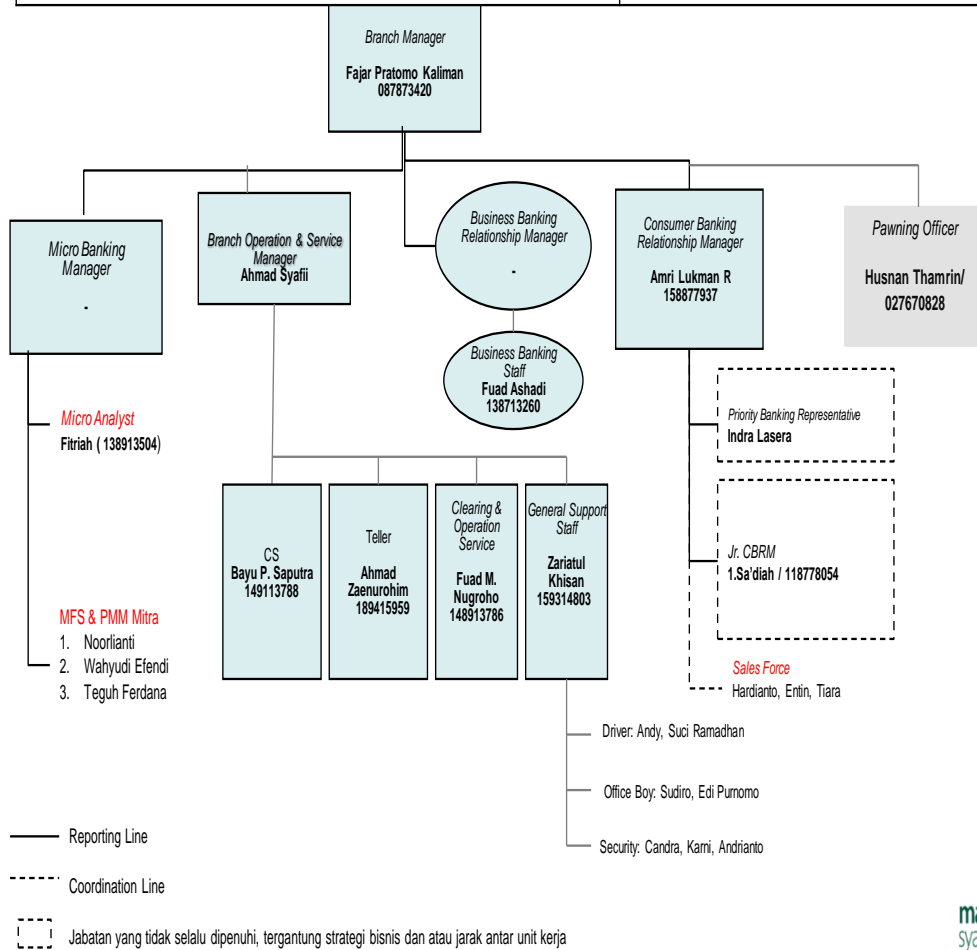 Branch Manager
Fajar Pratomo Kaliman
087873420
Micro Banking
Manager
-
Branch Operation & Service
Manager
Ahmad Syafii
Business Banking
Relationship Manager
-
Consumer Banking
Relationship Manager
Amri Lukman R
158877937
Pawning Officer
Husnan Thamrin/
027670828
Business Banking
Staff
Fuad Ashadi
138713260
Micro Analyst
Fitriah ( 138913504)
Priority Banking Representative
Indra Lasera
CS
Bayu P. Saputra
149113788
Teller
Ahmad
Zaenurohim
189415959
Clearing &
Operation
Service
Fuad M.
Nugroho
148913786
General Support
Staff
Zariatul
Khisan
159314803
Jr. CBRM
1.Sa'diah / 118778054
MFS & PMM Mitra
1. Noorlianti
2. Wahyudi Efendi
3. Teguh Ferdana
Sales Force
Hardianto, Entin, Tiara
Driver: Andy, Suci Ramadhan
Office Boy: Sudiro, Edi Purnomo
Security: Candra, Karni, Andrianto
Reporting Line
Coordination Line
Jabatan yang tidak selalu dipenuhi, tergantung strategi bisnis dan atau jarak antar unit kerja